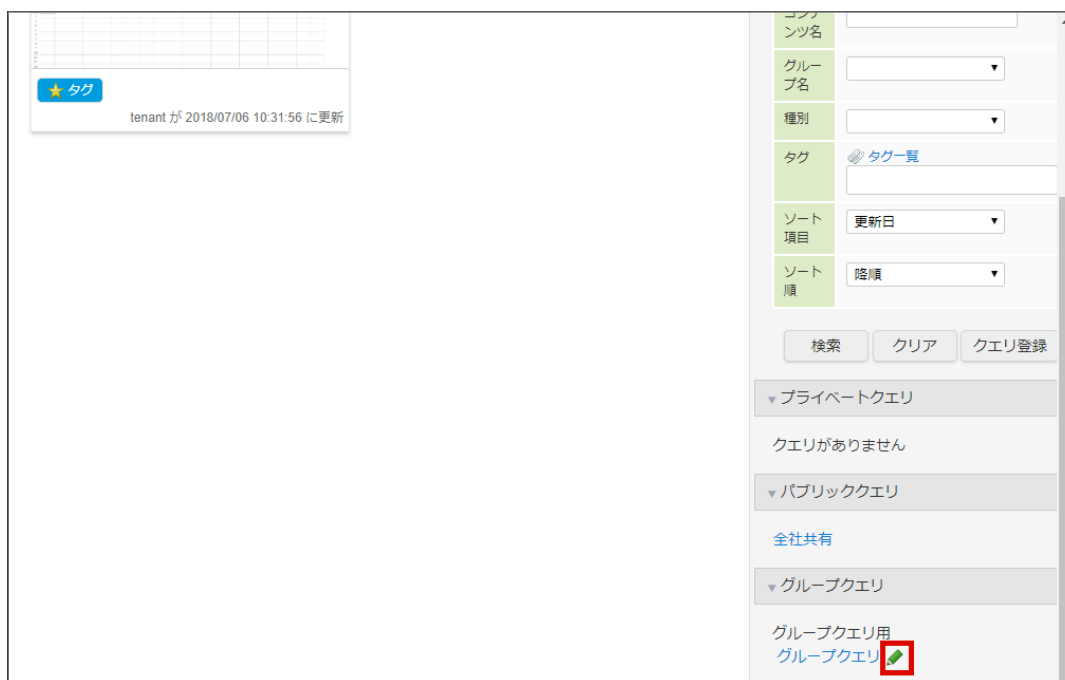 タグ
tenant が 2018/07/06 10:31:56 に更新
コンテ
ンツ名
グルー
プ名
種別
タグ
タグ一覧
ソート
項目
更新日
ソート
順
降順
検索
クリア
クエリ登録
プライベートクエリ
クエリがありません
パブリッククエリ
全社共有
グループクエリ
グループクエリ用
グループクエリ